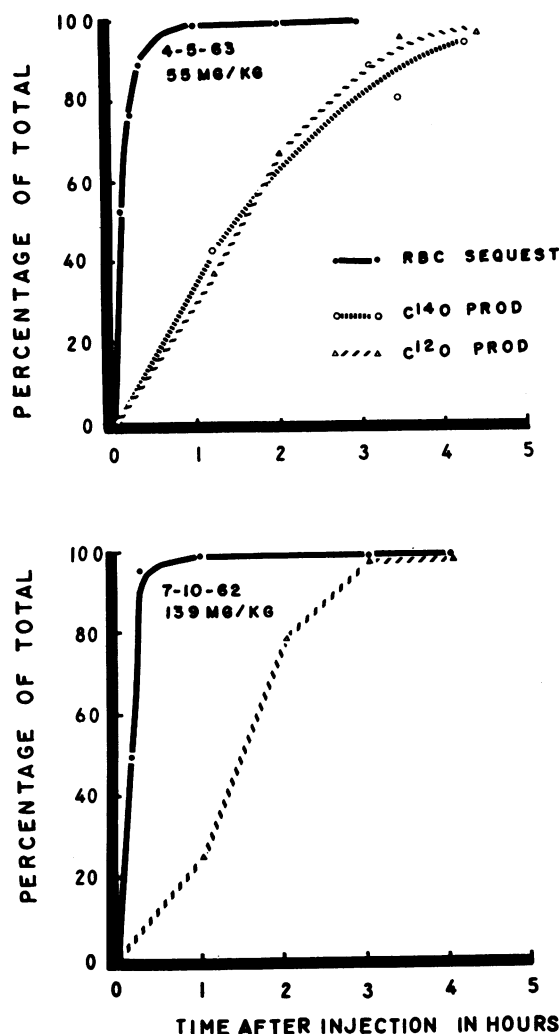 PERCENTAGE OF TOTAL
100
80
60
40
20
0
4-5-63
55 MG/KG
RBC SEQUEST
C14O PROD
C12O PROD
0 1 2 3 4 5
PERCENTAGE OF TOTAL
100
80
60
40
20
0
7-10-62
139 MG/KG
0 1 2 3 4 5
TIME AFTER INJECTION IN HOURS